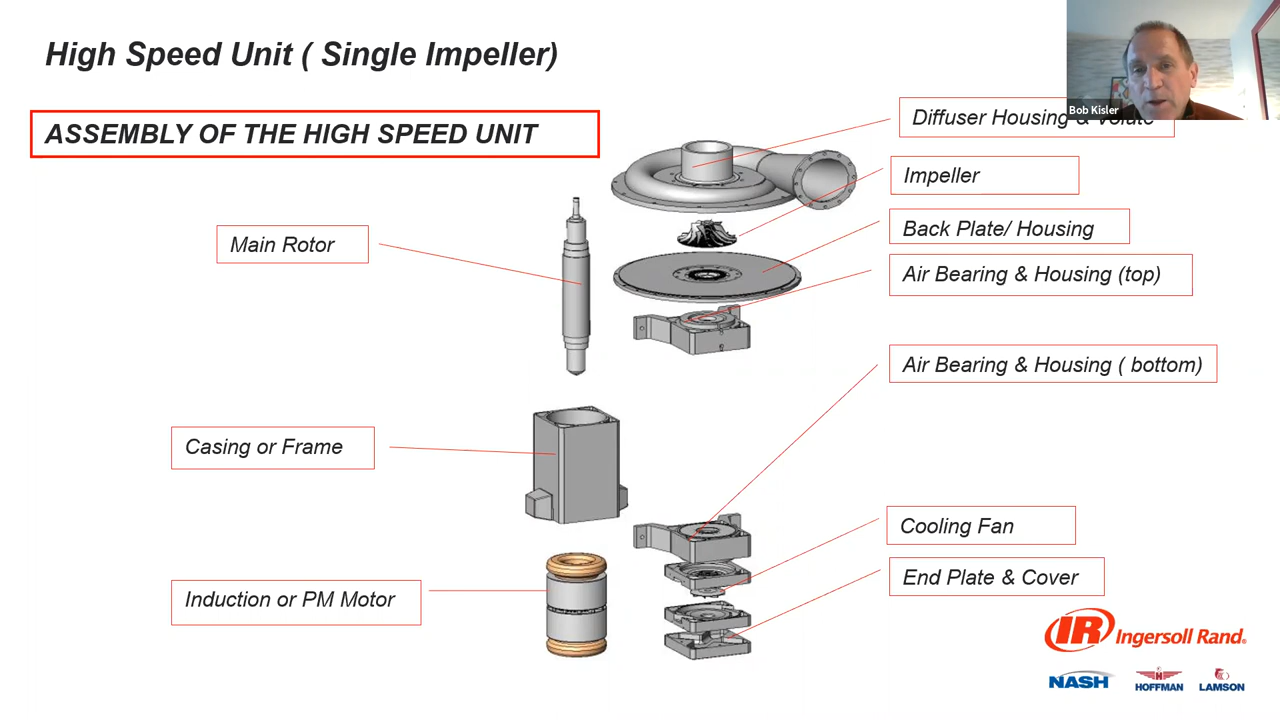 High Speed Unit ( Single Impeller)
ASSEMBLY OF THE HIGH SPEED UNIT
Bob Kisler
Diffuser Housing & Volute
Impeller
Back Plate/ Housing
Main Rotor
Air Bearing & Housing (top)
Air Bearing & Housing ( bottom)
Casing or Frame
Cooling Fan
End Plate & Cover
Induction or PM Motor
IR Ingersoll Rand®
NASH
HOFFMAN
LAMSON